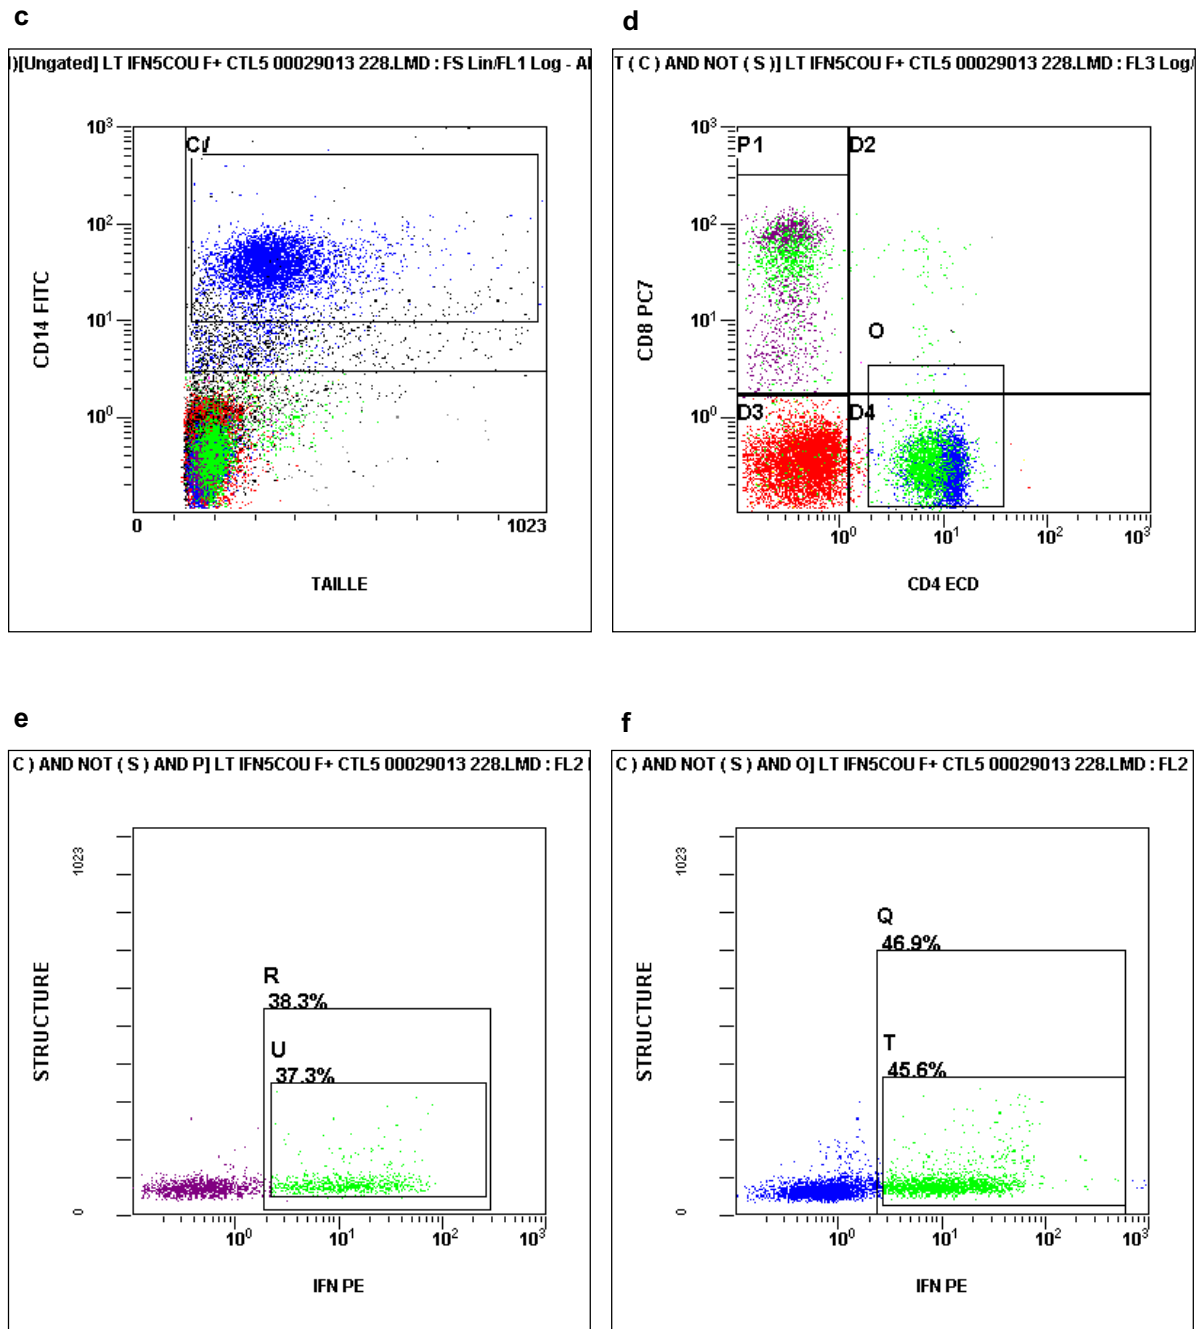 c
d
)[Ungated] LT IFN5COU F+ CTL5 00029013 228.LMD : FS Lin/FL1 Log - A
T ( C ) AND NOT ( S )] LT IFN5COU F+ CTL5 00029013 228.LMD : FL3 Log/
10³
10²
10¹
10⁰
CD14 FITC
0
1023
TAILLE
10³
P1
D2
10²
10¹
O
10⁰
D3
D4
CD8 PC7
10⁰
10¹
10²
10³
CD4 ECD
e
f
C ) AND NOT ( S ) AND P] LT IFN5COU F+ CTL5 00029013 228.LMD : FL2
C ) AND NOT ( S ) AND O] LT IFN5COU F+ CTL5 00029013 228.LMD : FL2
1023
STRUCTURE
0
R
38.3%
U
37.3%
10⁰
10¹
10²
10³
IFN PE
1023
STRUCTURE
0
Q
46.9%
T
45.6%
10⁰
10¹
10²
10³
IFN PE